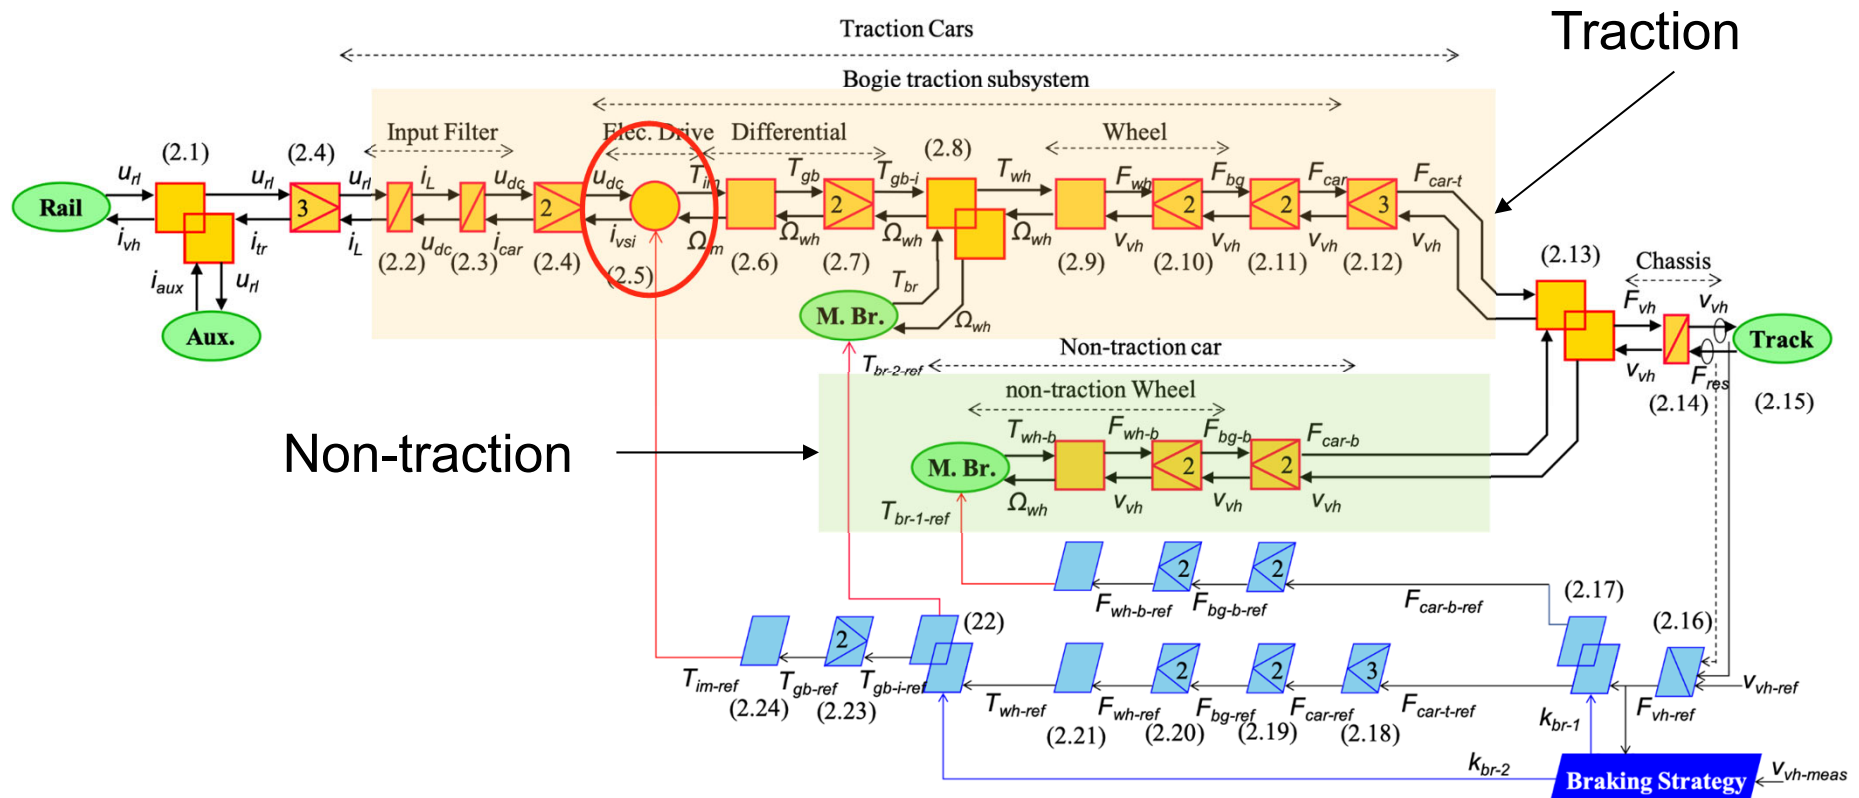 Traction Cars
Traction
Bogie traction subsystem
Input Filter
Elec. Drive
Differential
Wheel
(2.1)
(2.4)
(2.8)
u_rl
u_rl
u_rl
i_L
u_dc
u_dc
T_im
T_gb
T_gb-i
T_wh
F_wh
F_bg
F_car
F_car-t
Rail
3
2
2
2
2
3
i_vh
i_tr
i_L
u_dc
i_car
i_vsi
Ω_m
Ω_wh
Ω_wh
Ω_wh
v_vh
v_vh
v_vh
v_vh
(2.2)
(2.3)
(2.4)
(2.5)
(2.6)
(2.7)
(2.9)
(2.10)
(2.11)
(2.12)
(2.13)
Chassis
i_aux
u_rl
T_br
F_vh
v_vh
Aux.
M. Br.
Ω_wh
Track
Non-traction car
T_br-2-ref
v_vh
F_res
(2.14)
(2.15)
non-traction Wheel
Non-traction
T_wh-b
F_wh-b
F_bg-b
F_car-b
M. Br.
2
2
T_br-1-ref
Ω_wh
v_vh
v_vh
v_vh
2
2
F_wh-b-ref
F_bg-b-ref
F_car-b-ref
(2.17)
(22)
(2.16)
2
2
2
3
T_im-ref
T_gb-ref
T_gb-i-ref
T_wh-ref
F_wh-ref
F_bg-ref
F_car-ref
F_car-t-ref
F_vh-ref
v_vh-ref
(2.24)
(2.23)
(2.21)
(2.20)
(2.19)
(2.18)
k_br-1
k_br-2
Braking Strategy
v_vh-meas